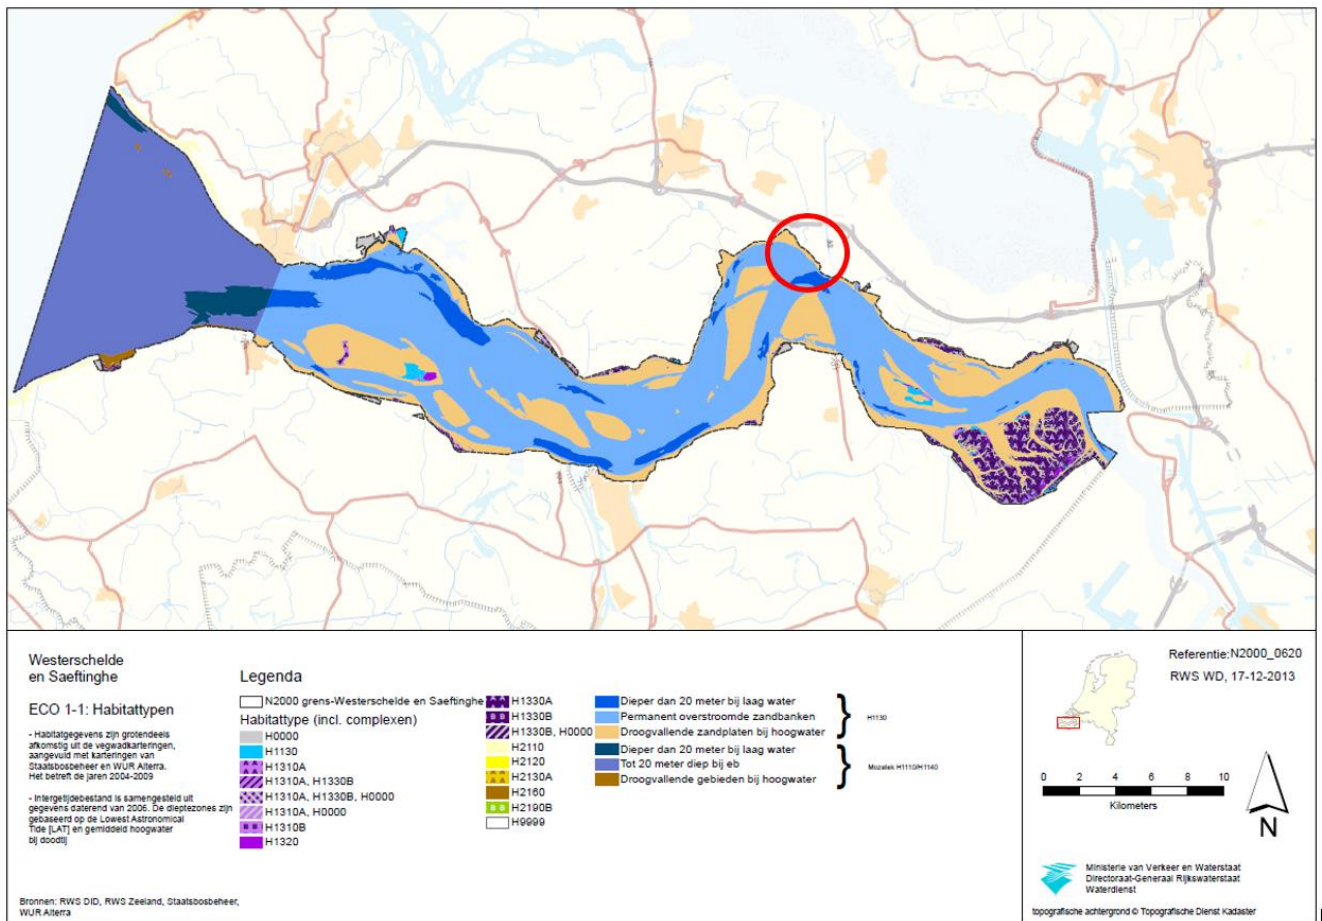 Westerschelde
en Saeftinghe
ECO 1-1: Habitattypen
- Habitatgegevens zijn grotendeels
afkomstig uit de vegwadkarteringen,
aangevuld met karteringen van
Staatsbosbeheer en WUR Alterra.
Het betreft de jaren 2004-2009
- Intergetijdebestand is samengesteld uit
gegevens daterend van 2006. De dieptezones zijn
gebaseerd op de Lowest Astronomical
Tide [LAT] en gemiddeld hoogwater
bij doodtij
Bronnen: RWS DID, RWS Zeeland, Staatsbosbeheer,
WUR Alterra
Legenda
N2000 grens-Westerschelde en Saeftinghe
Habitattype (incl. complexen)
H0000
H1130
H1310A
H1310A, H1330B
H1310A, H1330B, H0000
H1310A, H0000
H1310B
H1320
H1330A
H1330B
H1330B, H0000
H2110
H2120
H2130A
H2160
H2190B
H9999
Dieper dan 20 meter bij laag water
Permanent overstroomde zandbanken
Droogvallende zandplaten bij hoogwater
H1130
Dieper dan 20 meter bij laag water
Tot 20 meter diep bij eb
Droogvallende gebieden bij hoogwater
Mozaiek H1110/H1140
Referentie:N2000_0620
RWS WD, 17-12-2013
0 2 4 6 8 10
Kilometers
N
Ministerie van Verkeer en Waterstaat
Directoraat-Generaal Rijkswaterstaat
Waterdienst
topografische achtergrond © Topografische Dienst Kadaster